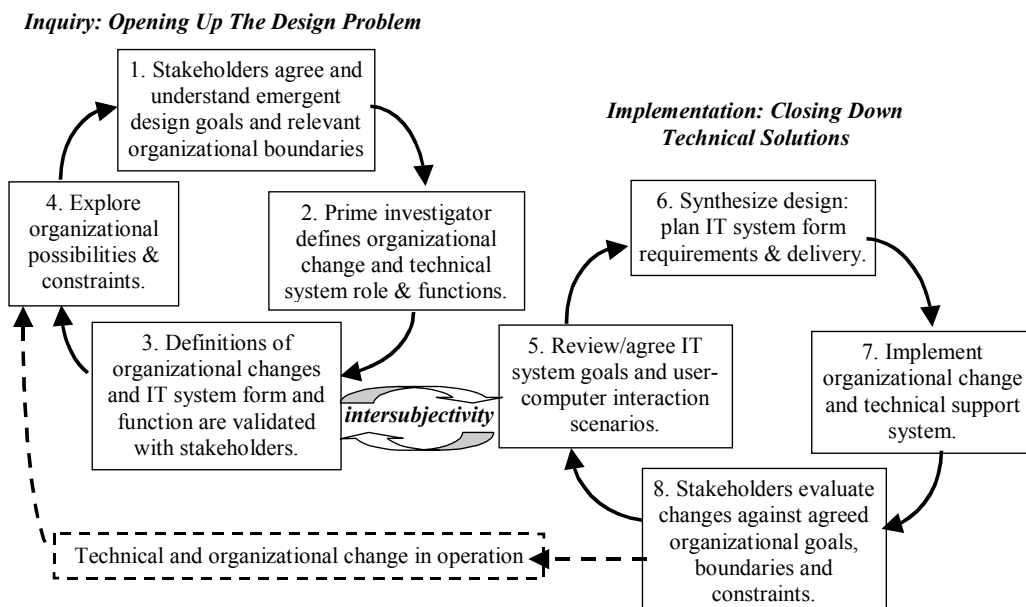 Inquiry: Opening Up The Design Problem
1. Stakeholders agree and
understand emergent
design goals and relevant
organizational boundaries
2. Prime investigator
defines organizational
change and technical
system role & functions.
3. Definitions of
organizational changes
and IT system form and
function are validated
with stakeholders.
4. Explore
organizational
possibilities &
constraints.
intersubjectivity
Implementation: Closing Down
Technical Solutions
5. Review/agree IT
system goals and user-
computer interaction
scenarios.
6. Synthesize design:
plan IT system form
requirements & delivery.
7. Implement
organizational change
and technical support
system.
8. Stakeholders evaluate
changes against agreed
organizational goals,
boundaries and
constraints.
Technical and organizational change in operation